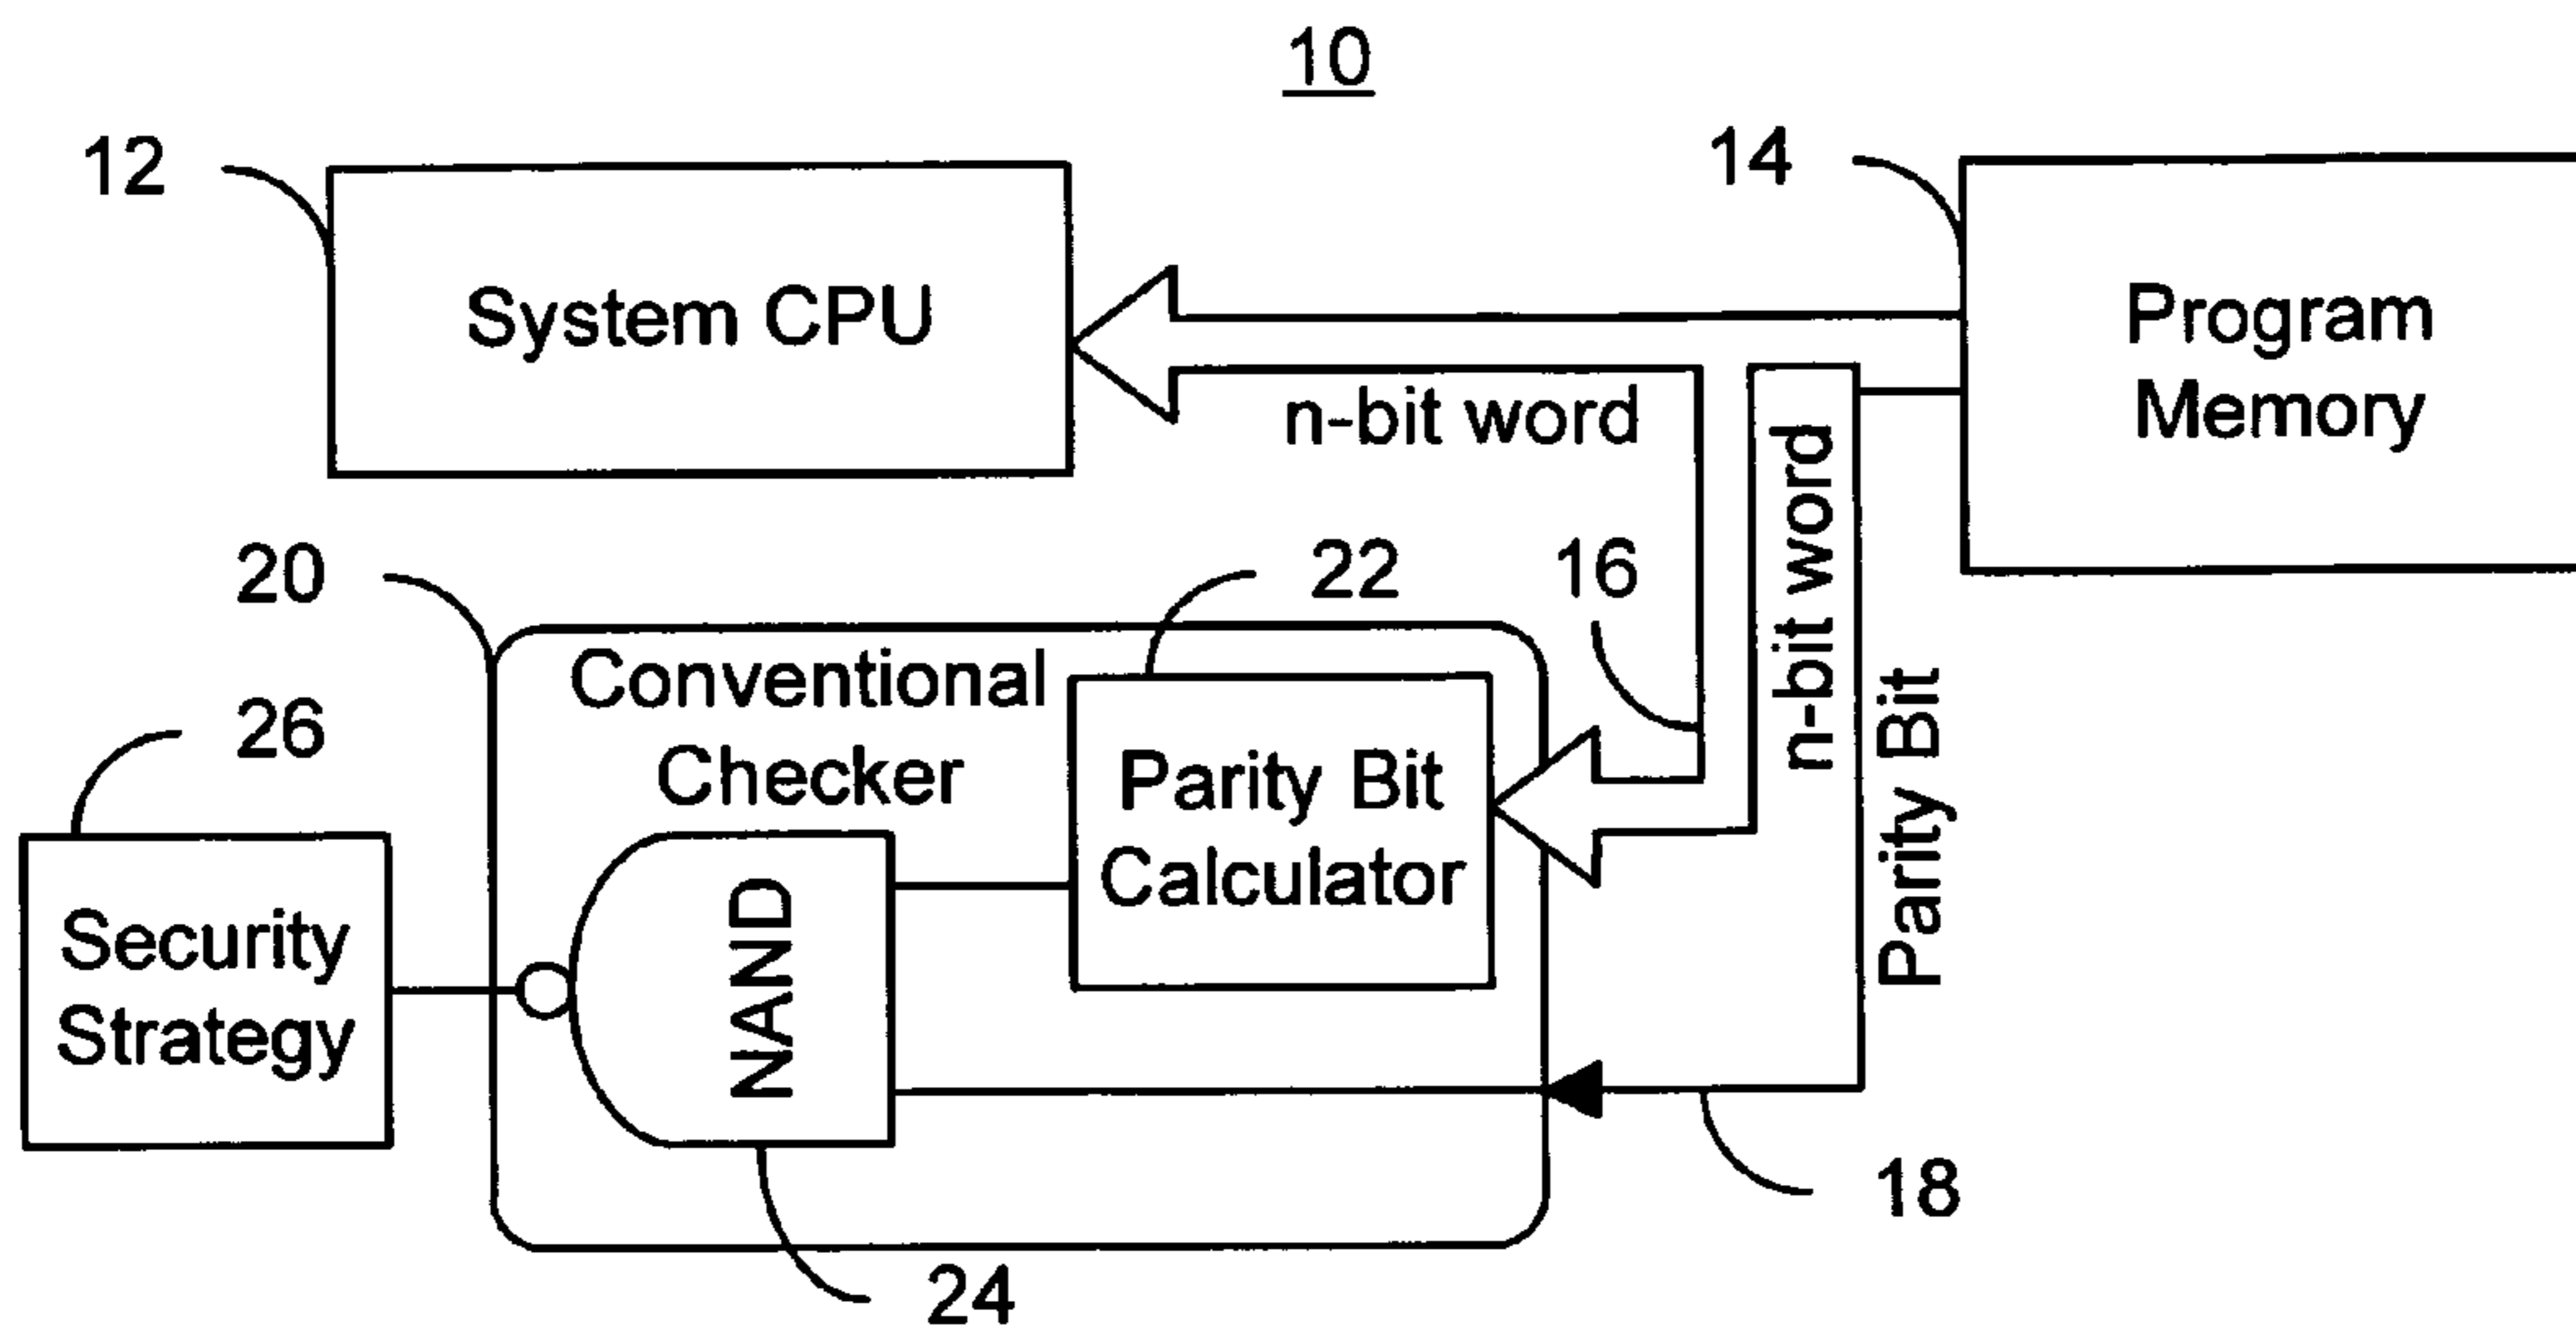 10
12
14
System CPU
Program
Memory
n-bit word
n-bit word
20
22
16
Conventional
Checker
26
Parity Bit
Calculator
Parity Bit
Security
Strategy
NAND
18
24